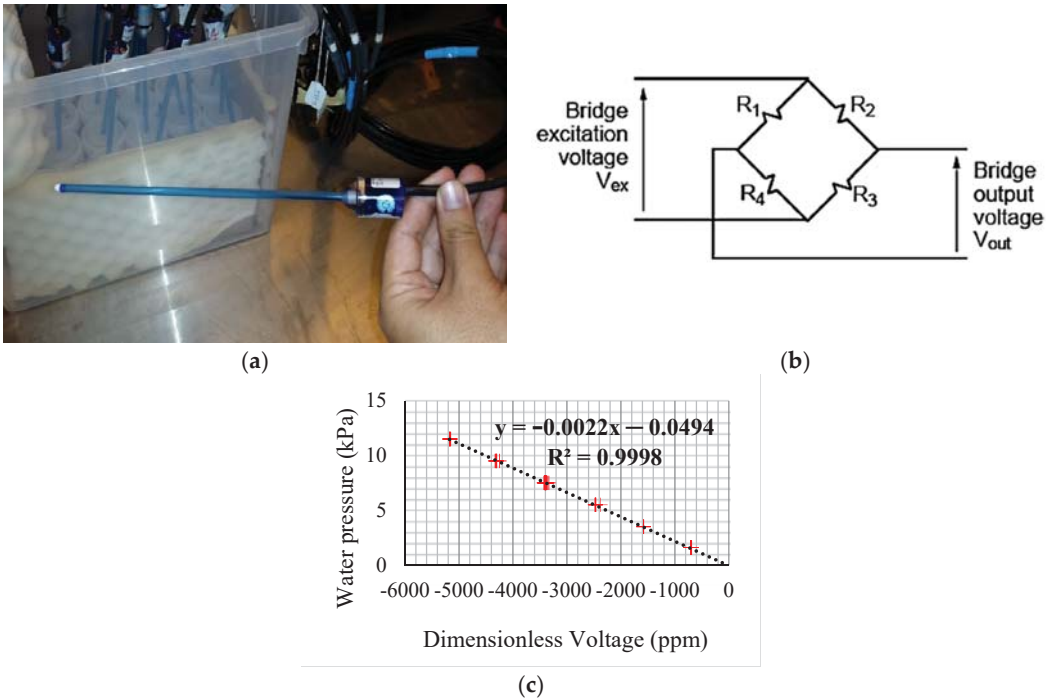 (a)
Bridge
excitation
voltage
Vex
R1
R2
R4
R3
Bridge
output
voltage
Vout
(b)
Water pressure (kPa)
15
10
5
0
y = -0.0022x — 0.0494
R² = 0.9998
-6000 -5000 -4000 -3000 -2000 -1000 0
Dimensionless Voltage (ppm)
(c)